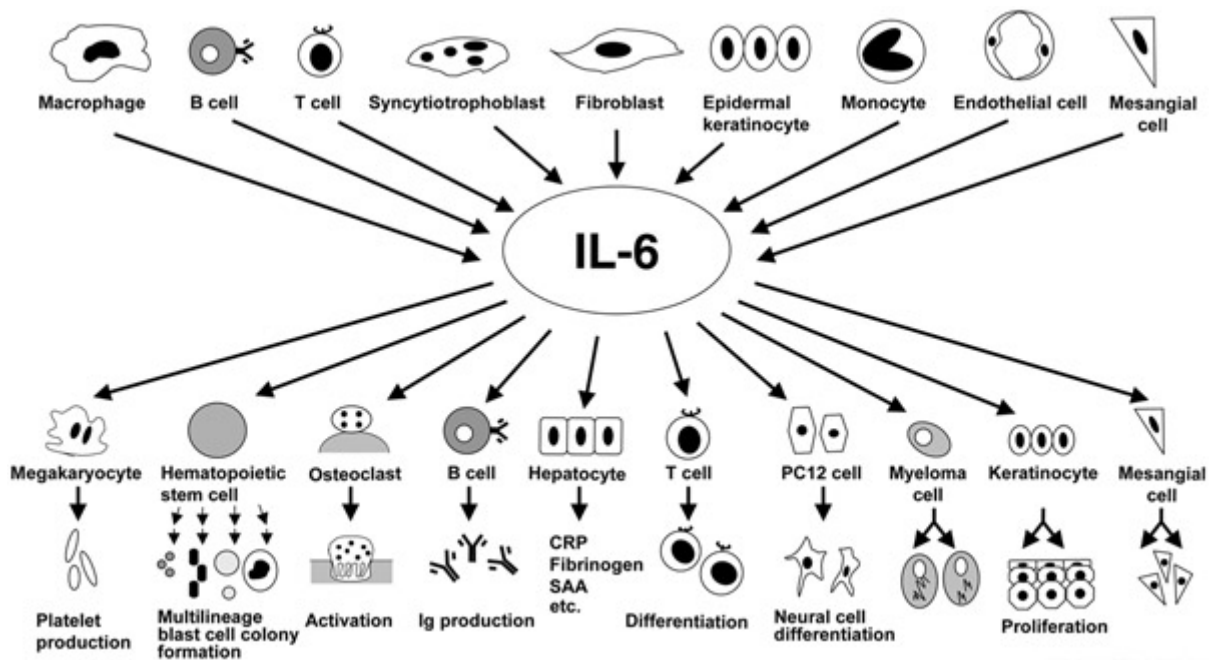 Macrophage
B cell
T cell
Syncytiotrophoblast
Fibroblast
Epidermal
keratinocyte
Monocyte
Endothelial cell
Mesangial
cell
IL-6
Megakaryocyte
Hematopoietic
stem cell
Osteoclast
B cell
Hepatocyte
T cell
PC12 cell
Myeloma
cell
Keratinocyte
Mesangial
cell
Platelet
production
Multilineage
blast cell colony
formation
Activation
Ig production
CRP
Fibrinogen
SAA
etc.
Differentiation
Neural cell
differentiation
Proliferation